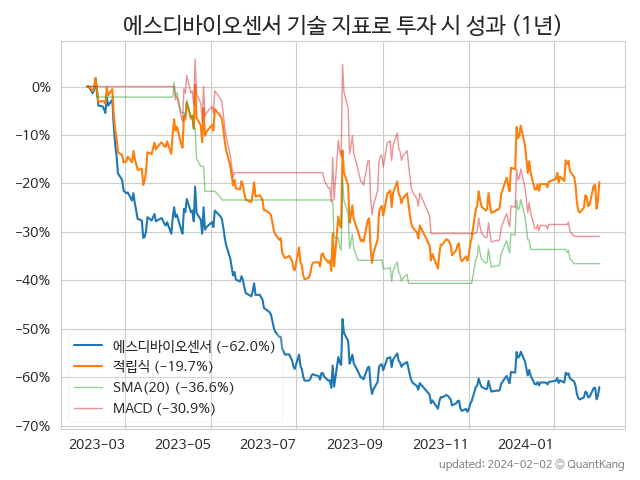 에스디바이오센서 기술 지표로 투자 시 성과 (1년)
0%
−10%
−20%
−30%
−40%
−50%
−60%
−70%
에스디바이오센서 (−62.0%)
적립식 (−19.7%)
SMA(20) (−36.6%)
MACD (−30.9%)
2023-03 2023-05 2023-07 2023-09 2023-11 2024-01
updated: 2024-02-02 © QuantKang